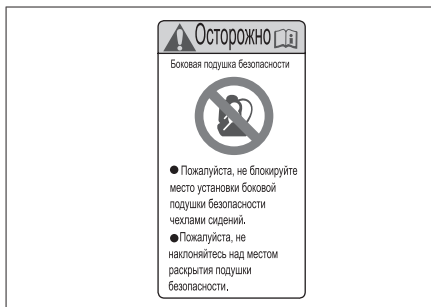 Осторожно
Боковая подушка безопасности
● Пожалуйста, не блокируйте
место установки боковой
подушки безопасности
чехлами сидений.
●Пожалуйста, не
наклоняйтесь над местом
раскрытия подушки
безопасности.